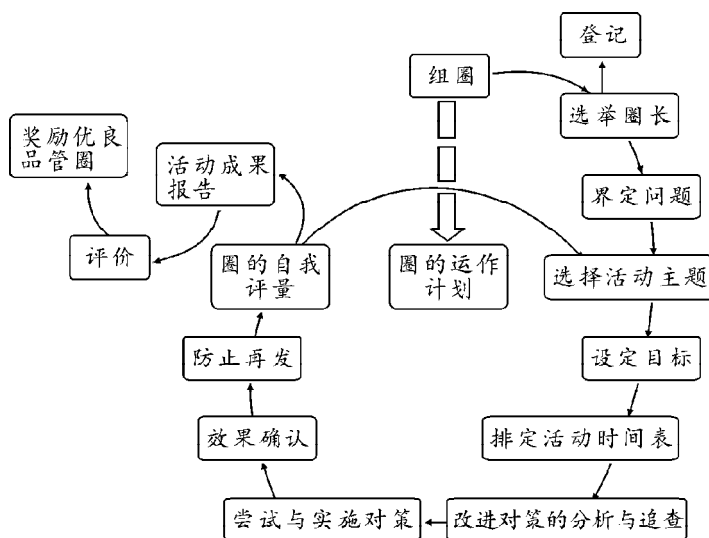 登记
组圈
选举圈长
奖励优良
品管圈
活动成果
报告
界定问题
评价
圈的自我
评量
圈的运作
计划
选择活动主题
防止再发
设定目标
效果确认
排定活动时间表
尝试与实施对策
改进对策的分析与追查